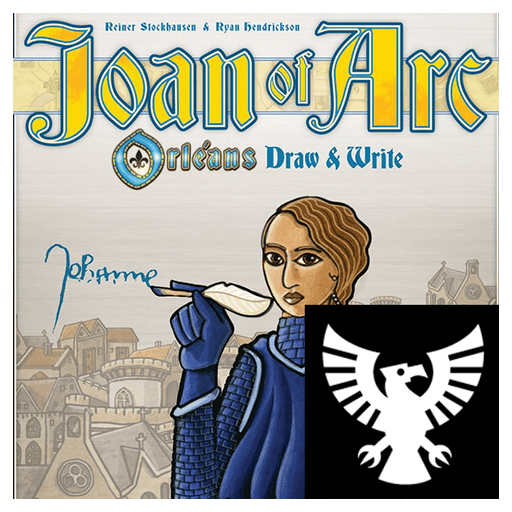 Reiner Stockhausen & Ryan Hendrickson
Joan of Arc
Orléans Draw & Write
Jehanne